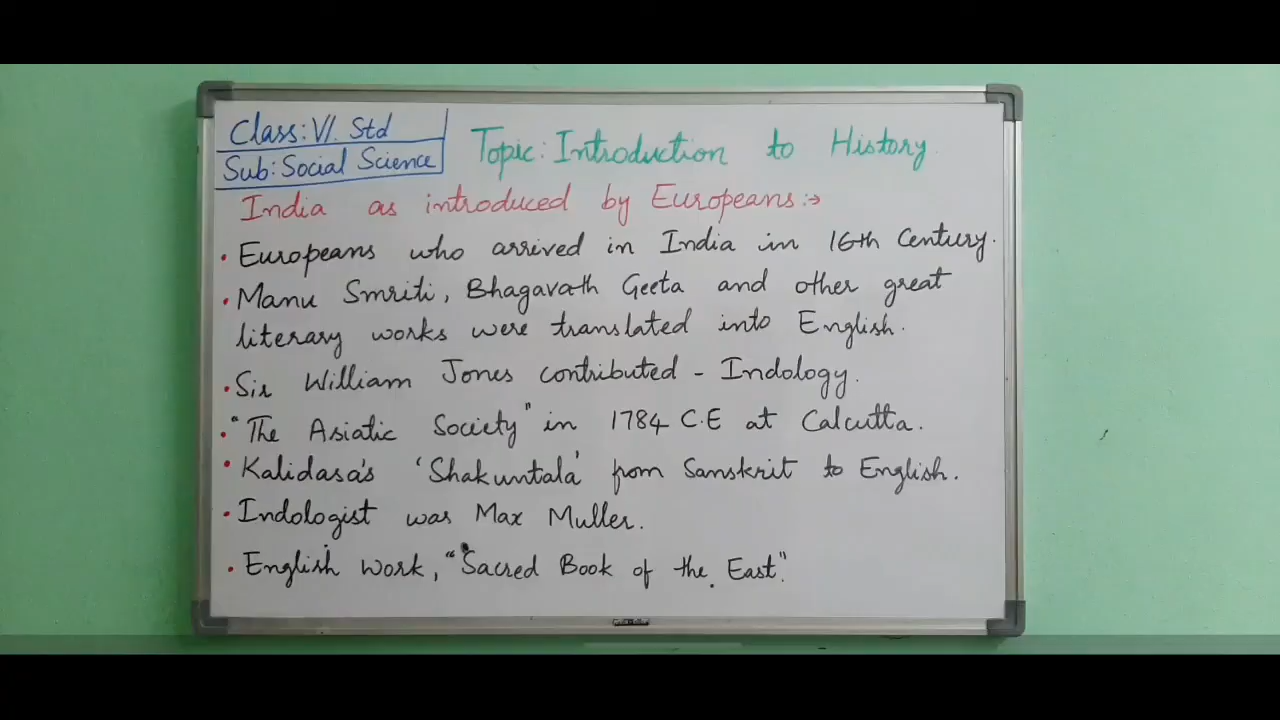 Class: VI. Std
Sub: Social Science
Topic: Introduction to History.
India as introduced by Europeans:→
• Europeans who arrived in India in 16th Century.
• Manu Smriti, Bhagavath Geeta and other great
literary works were translated into English.
• Sir William Jones contributed - Indology.
• "The Asiatic Society" in 1784 C.E at Calcutta.
• Kalidasa's 'Shakuntala' from Sanskrit to English.
• Indologist was Max Muller.
• English work, "Sacred Book of the East".